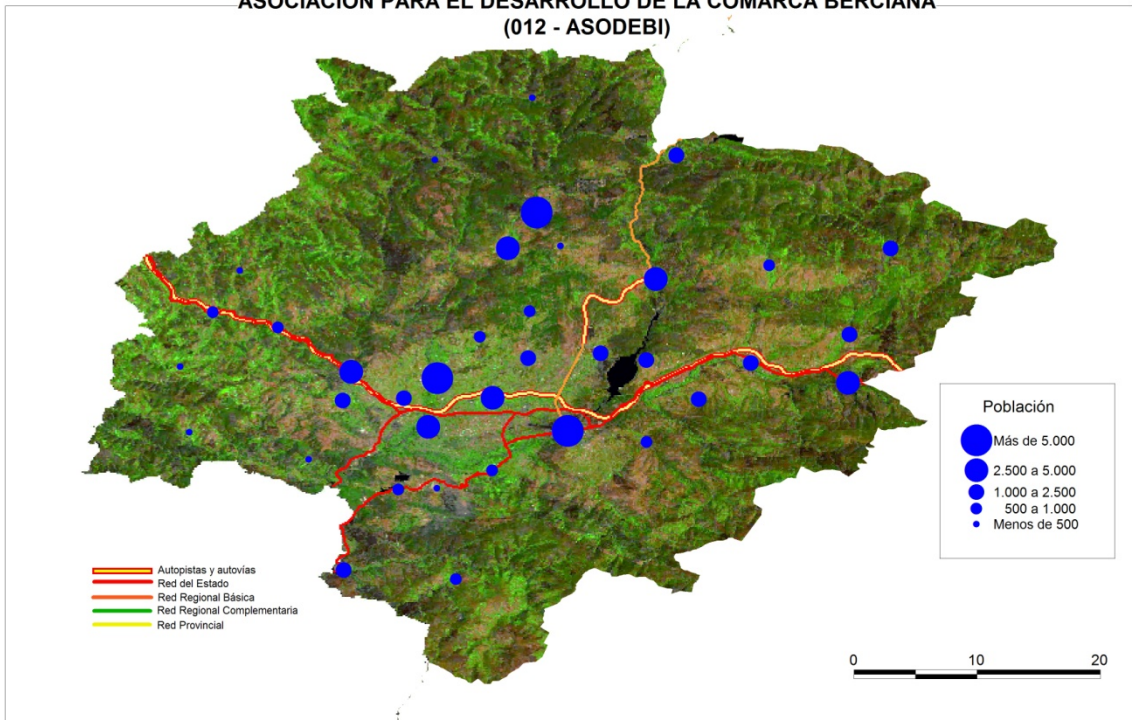 ASOCIACIÓN PARA EL DESARROLLO DE LA COMARCA BERCIANA
(012 - ASODEBI)
Población
Más de 5.000
2.500 a 5.000
1.000 a 2.500
500 a 1.000
Menos de 500
Autopistas y autovías
Red del Estado
Red Regional Básica
Red Regional Complementaria
Red Provincial
0 10 20